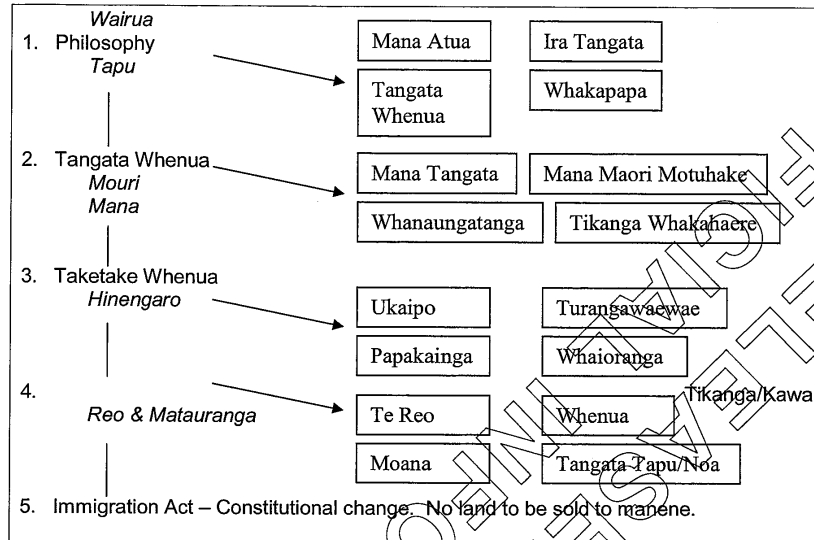 Wairua
1. Philosophy
Tapu
Mana Atua Ira Tangata
Tangata Whenua Whakapapa
2. Tangata Whenua
Mouri
Mana
Mana Tangata Mana Maori Motuhake
Whanaungatanga Tikanga Whakahaere
3. Taketake Whenua
Hinengaro
Ukaipo Turangawaewae
Papakainga Whaioranga
4.
Reo & Matauranga
Te Reo Whenua Tikanga/Kawa
Moana Tangata Tapu/Noa
5. Immigration Act – Constitutional change. No land to be sold to manene.